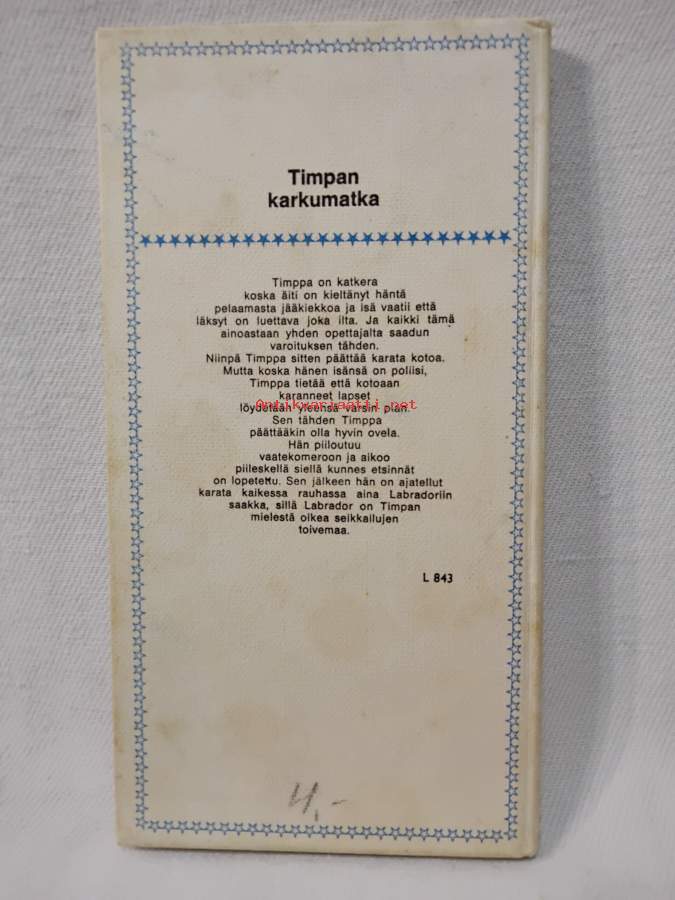 Timpan
karkumatka
Timppa on katkera
koska äiti on kieltänyt häntä
pelaamasta jääkiekkoa ja isä vaatii että
läksyt on luettava joka ilta. Ja kaikki tämä
ainoastaan yhden opettajalta saadun
varoituksen tähden.
Niinpä Timppa sitten päättää karata kotoa.
Mutta koska hänen isänsä on poliisi,
Timppa tietää että kotoaan
karanneet lapset
Antikvariaatti.net
löydetään yleensä varsin pian.
Sen tähden Timppa
päättääkin olla hyvin ovela.
Hän piiloutuu
vaatekomeroon ja aikoo
piileskellä siellä kunnes etsinnät
on lopetettu. Sen jälkeen hän on ajatellut
karata kaikessa rauhassa aina Labradoriin
saakka, sillä Labrador on Timpan
mielestä oikea seikkailujen
toivemaa.
L 843
4,-